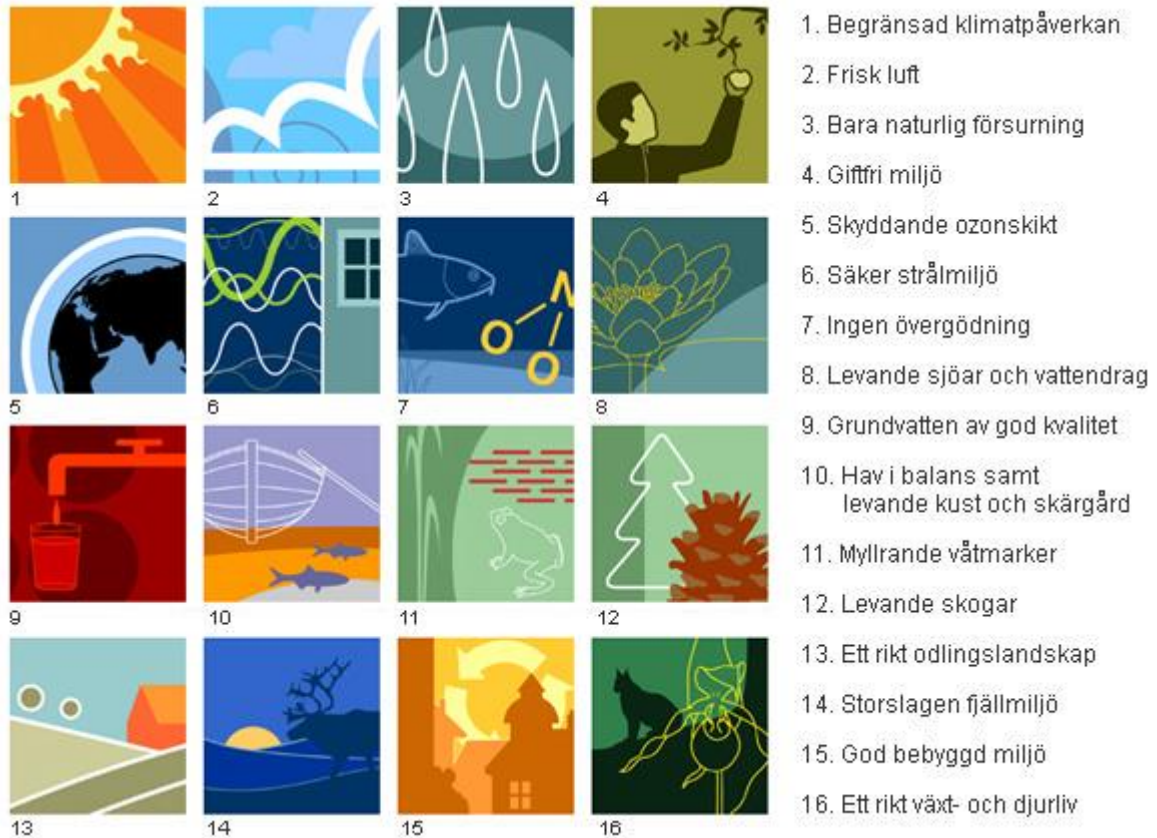 1
2
3
4
5
6
N
O
O
7
8
9
10
11
12
13
14
15
16
1. Begränsad klimatpåverkan
2. Frisk luft
3. Bara naturlig försurning
4. Giftfri miljö
5. Skyddande ozonskikt
6. Säker strålmiljö
7. Ingen övergödning
8. Levande sjöar och vattendrag
9. Grundvatten av god kvalitet
10. Hav i balans samt
levande kust och skärgård
11. Myllrande våtmarker
12. Levande skogar
13. Ett rikt odlingslandskap
14. Storslagen fjällmiljö
15. God bebyggd miljö
16. Ett rikt växt- och djurliv